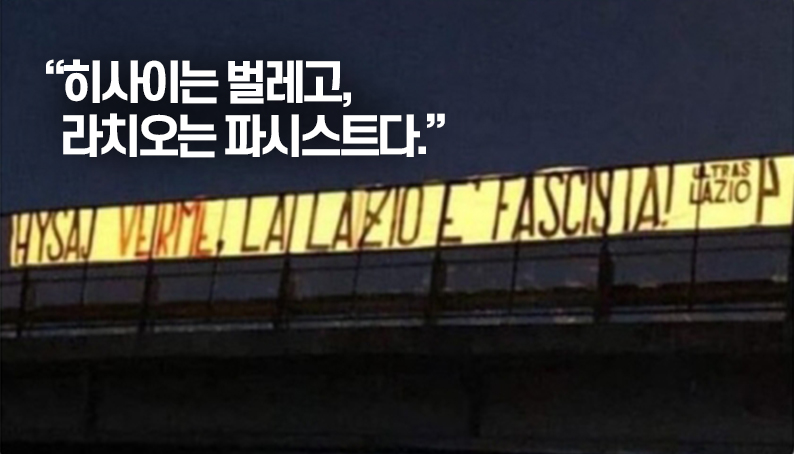 “히사이는 벌레고,
라치오는 파시스트다.”
HYSAJ VERME, LA LAZIO E' FASCISTA!
ULTRAS
LAZIO